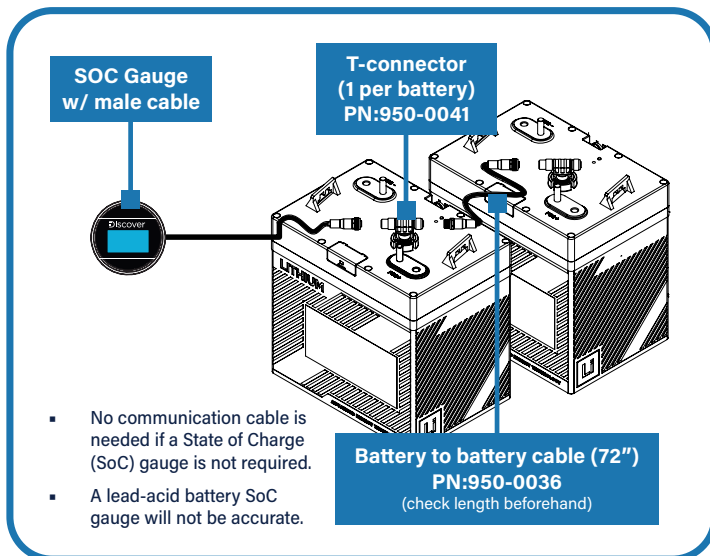 SOC Gauge
w/ male cable
T-connector
(1 per battery)
PN:950-0041
Discover
LITHIUM
Li
Li
▪ No communication cable is
needed if a State of Charge
(SoC) gauge is not required.
▪ A lead-acid battery SoC
gauge will not be accurate.
Battery to battery cable (72”)
PN:950-0036
(check length beforehand)